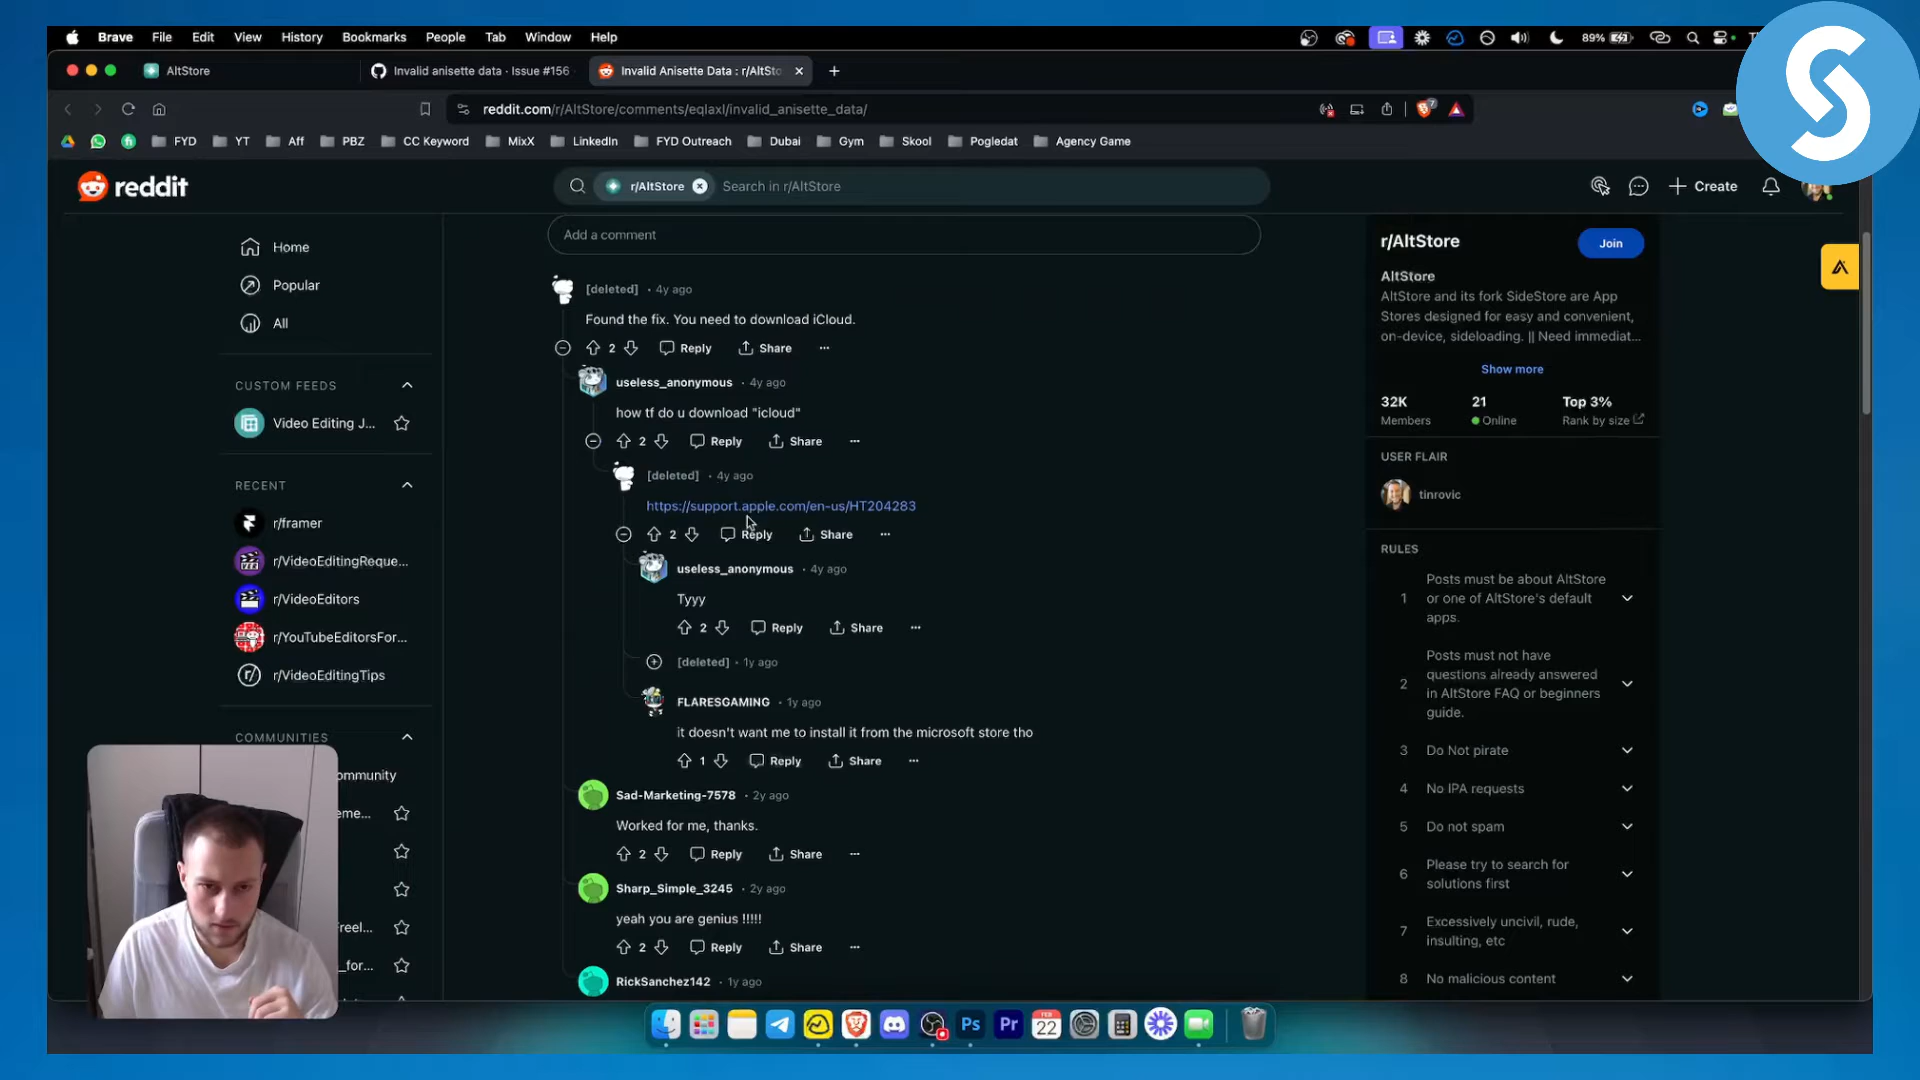 Brave File Edit View History Bookmarks People Tab Window Help 89%
AltStore Invalid anisette data · Issue #156 Invalid Anisette Data : r/AltSto
reddit.com/r/AltStore/comments/eqlaxl/invalid_anisette_data/ 7
FYD YT Aff PBZ CC Keyword MixX LinkedIn FYD Outreach Dubai Gym Skool Pogledat Agency Game
reddit r/AltStore Search in r/AltStore Create
Home
Popular
All
CUSTOM FEEDS
Video Editing J...
RECENT
r/framer
r/VideoEditingReque...
r/VideoEditors
r/YouTubeEditorsFor...
r/VideoEditingTips
COMMUNITIES
ommunity
eme...
Freel...
_for...
Add a comment
[deleted] · 4y ago
Found the fix. You need to download iCloud.
2 Reply Share ...
useless_anonymous · 4y ago
how tf do u download "icloud"
2 Reply Share ...
[deleted] · 4y ago
https://support.apple.com/en-us/HT204283
2 Reply Share ...
useless_anonymous · 4y ago
Tyyy
2 Reply Share ...
[deleted] · 1y ago
FLARESGAMING · 1y ago
it doesn't want me to install it from the microsoft store tho
1 Reply Share ...
Sad-Marketing-7578 · 2y ago
Worked for me, thanks.
2 Reply Share ...
Sharp_Simple_3245 · 2y ago
yeah you are genius !!!!!
2 Reply Share ...
RickSanchez142 · 1y ago
r/AltStore Join
AltStore
AltStore and its fork SideStore are App
Stores designed for easy and convenient,
on-device, sideloading. || Need immediat...
Show more
32K 21 Top 3%
Members Online Rank by size
USER FLAIR
tinrovic
RULES
1 Posts must be about AltStore
or one of AltStore's default
apps.
2 Posts must not have
questions already answered
in AltStore FAQ or beginners
guide.
3 Do Not pirate
4 No IPA requests
5 Do not spam
6 Please try to search for
solutions first
7 Excessively uncivil, rude,
insulting, etc
8 No malicious content
Ps Pr FEB 22